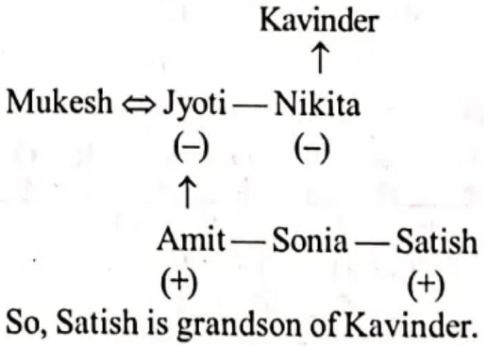 Kavinder
↑
Mukesh ⇔ Jyoti — Nikita
(–) (–)
↑
Amit — Sonia — Satish
(+) (+)
So, Satish is grandson of Kavinder.